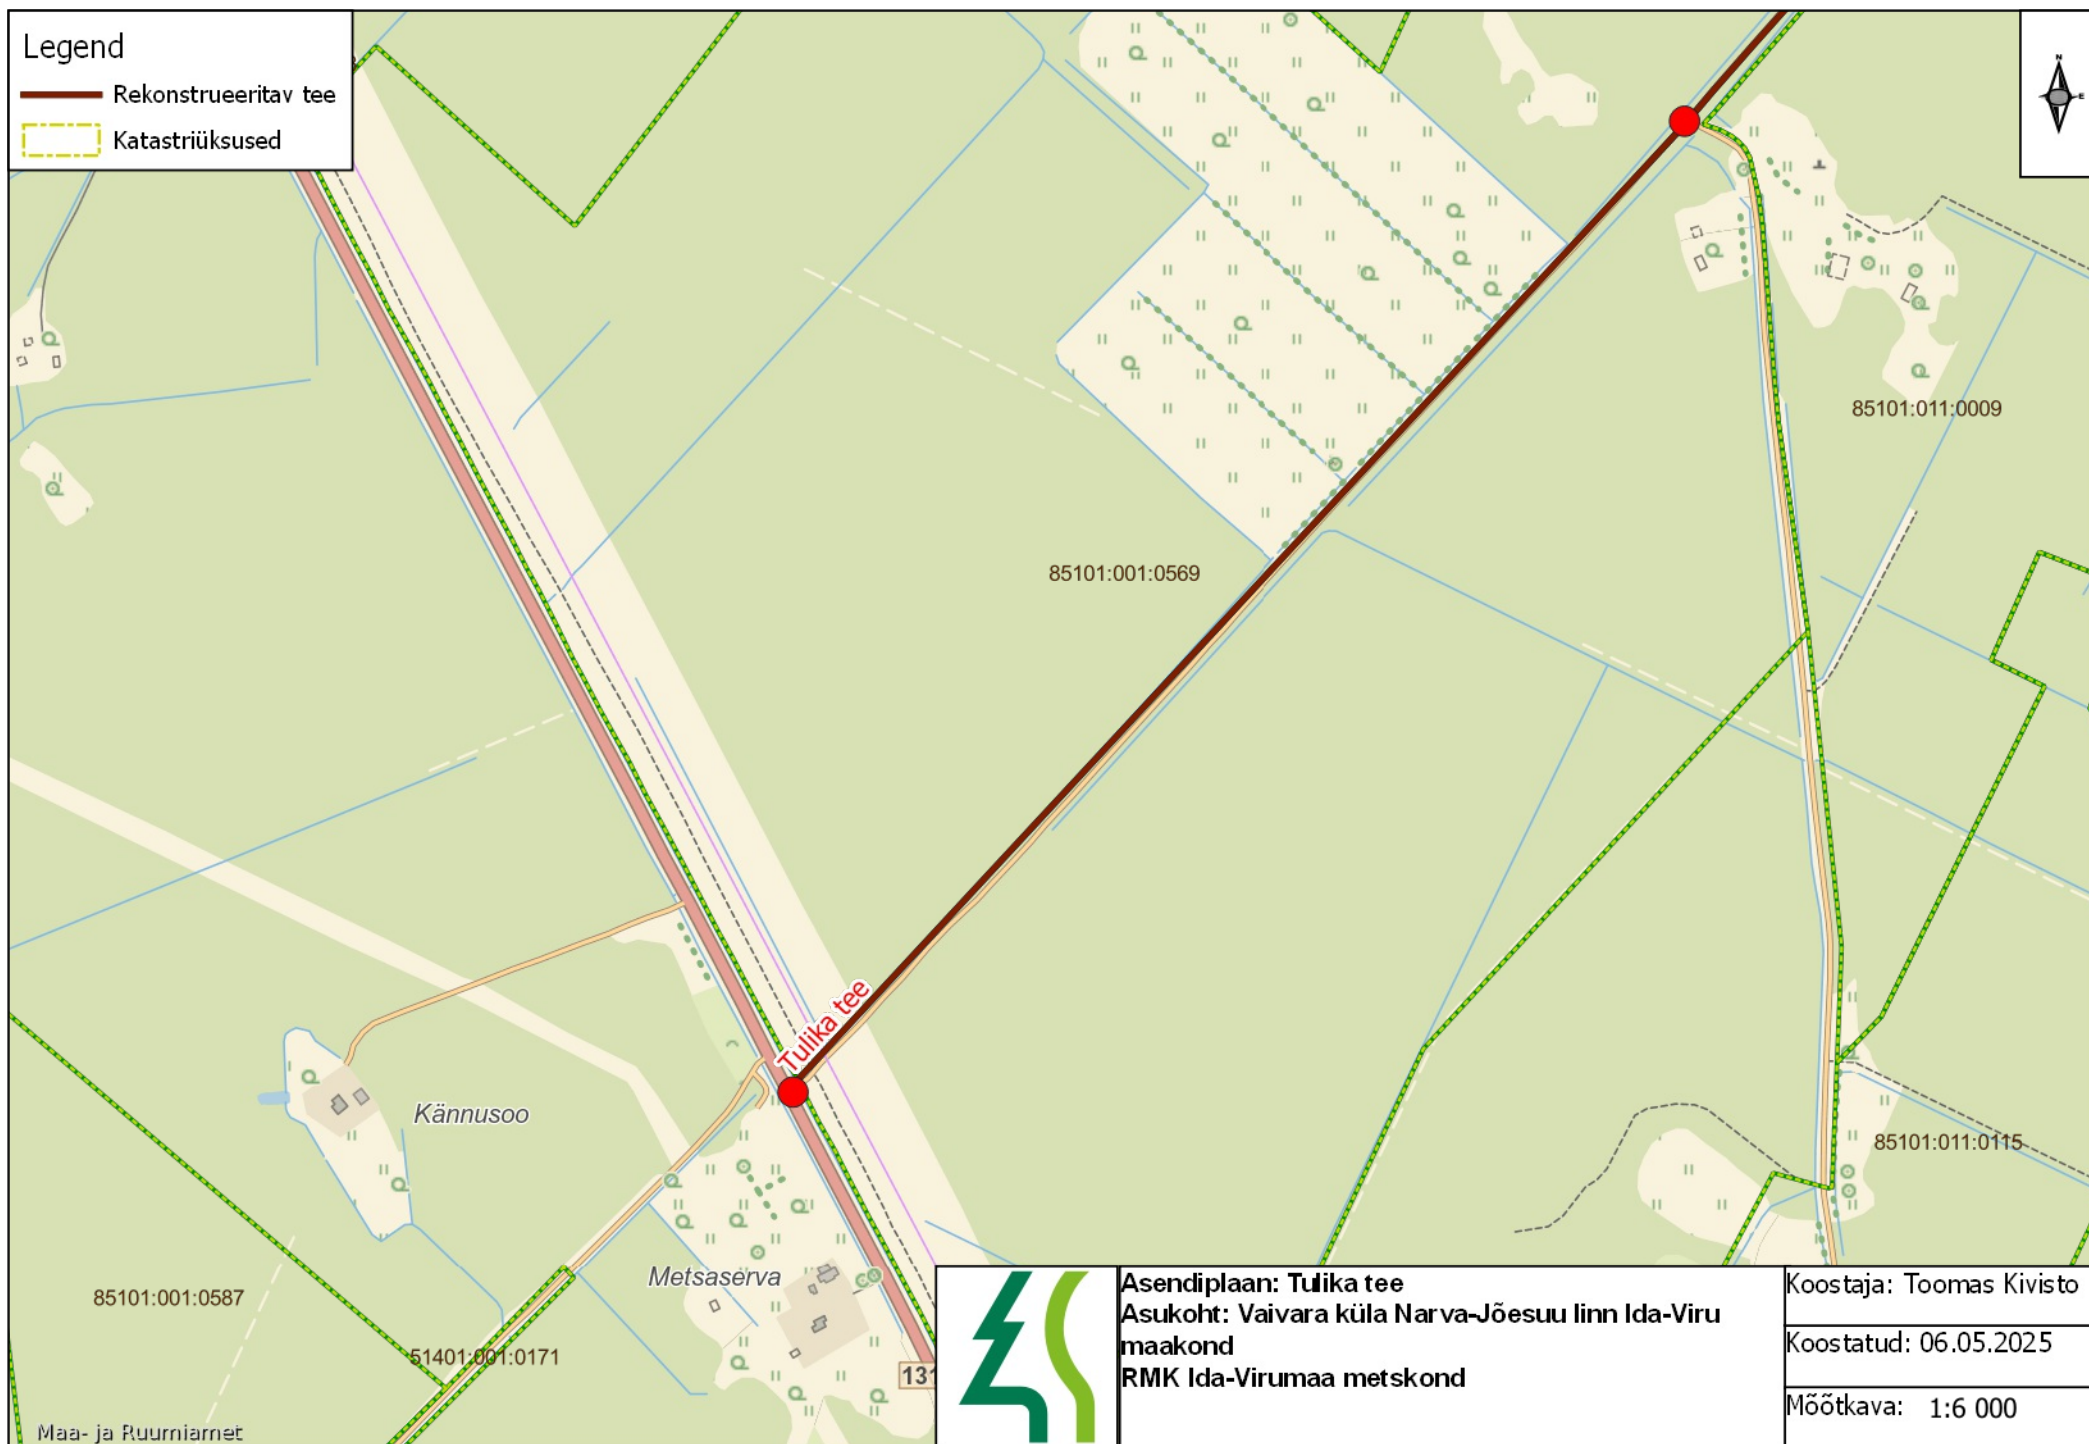 Legend
Rekonstrueeritav tee
Katastriüksused
N
E
85101:011:0009
85101:001:0569
Tulika tee
Kännusoo
85101:011:0115
Metsaserva
85101:001:0587
51401:001:0171
131
Maa- ja Ruumiamet
Asendiplaan: Tulika tee
Asukoht: Vaivara küla Narva-Jõesuu linn Ida-Viru
maakond
RMK Ida-Virumaa metskond
Koostaja: Toomas Kivisto
Koostatud: 06.05.2025
Mõõtkava: 1:6 000